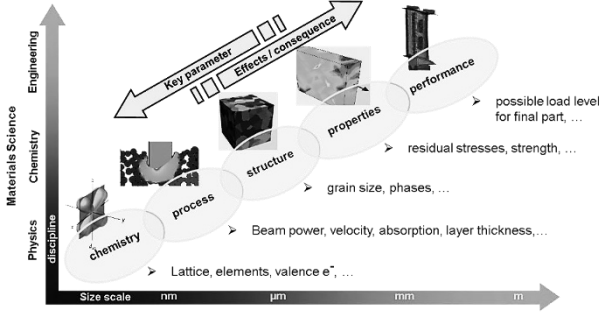 Engineering
Chemistry
Physics
Materials Science
discipline
Key parameter
Effects / consequence
performance
possible load level
for final part, …
properties
residual stresses, strength, …
structure
grain size, phases, …
process
Beam power, velocity, absorption, layer thickness,…
chemistry
Lattice, elements, valence e⁻, …
Size scale nm µm mm m